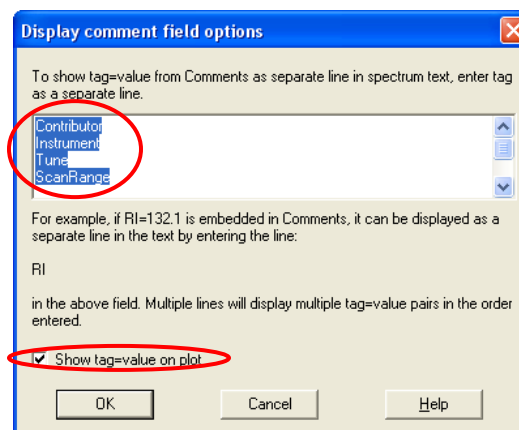 Display comment field options
To show tag=value from Comments as separate line in spectrum text, enter tag
as a separate line.
Contributor
Instrument
Tune
ScanRange
For example, if RI=132.1 is embedded in Comments, it can be displayed as a
separate line in the text by entering the line:
RI
in the above field. Multiple lines will display multiple tag=value pairs in the order
entered.
Show tag=value on plot
OK
Cancel
Help